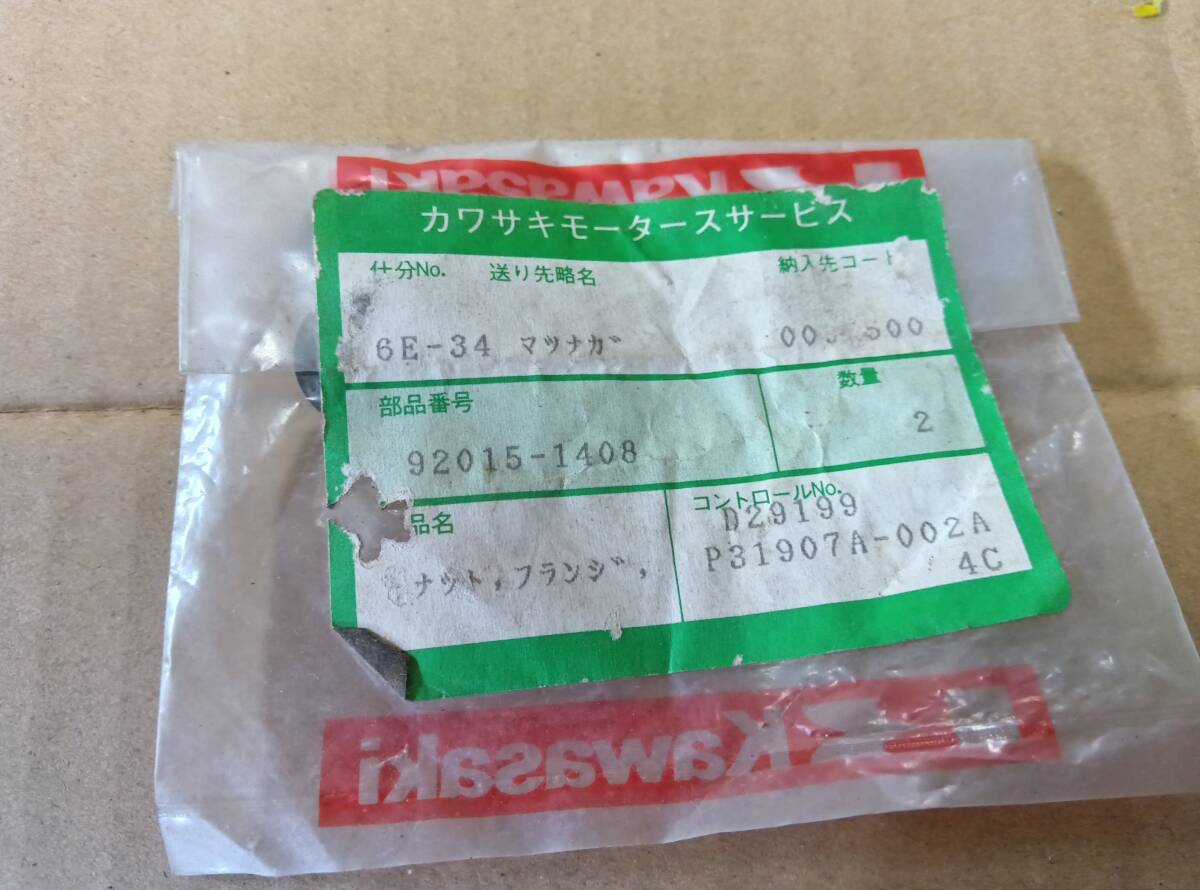 Kawasaki
カワサキモータースサービス
仕分No. 送り先略名 納入先コード
6E-34 マツナガ
部品番号 数量
92015-1408 2
品名 コントロールNo.
D29199
ナット,フランジ, P31907A-002A
4C
Kawasaki